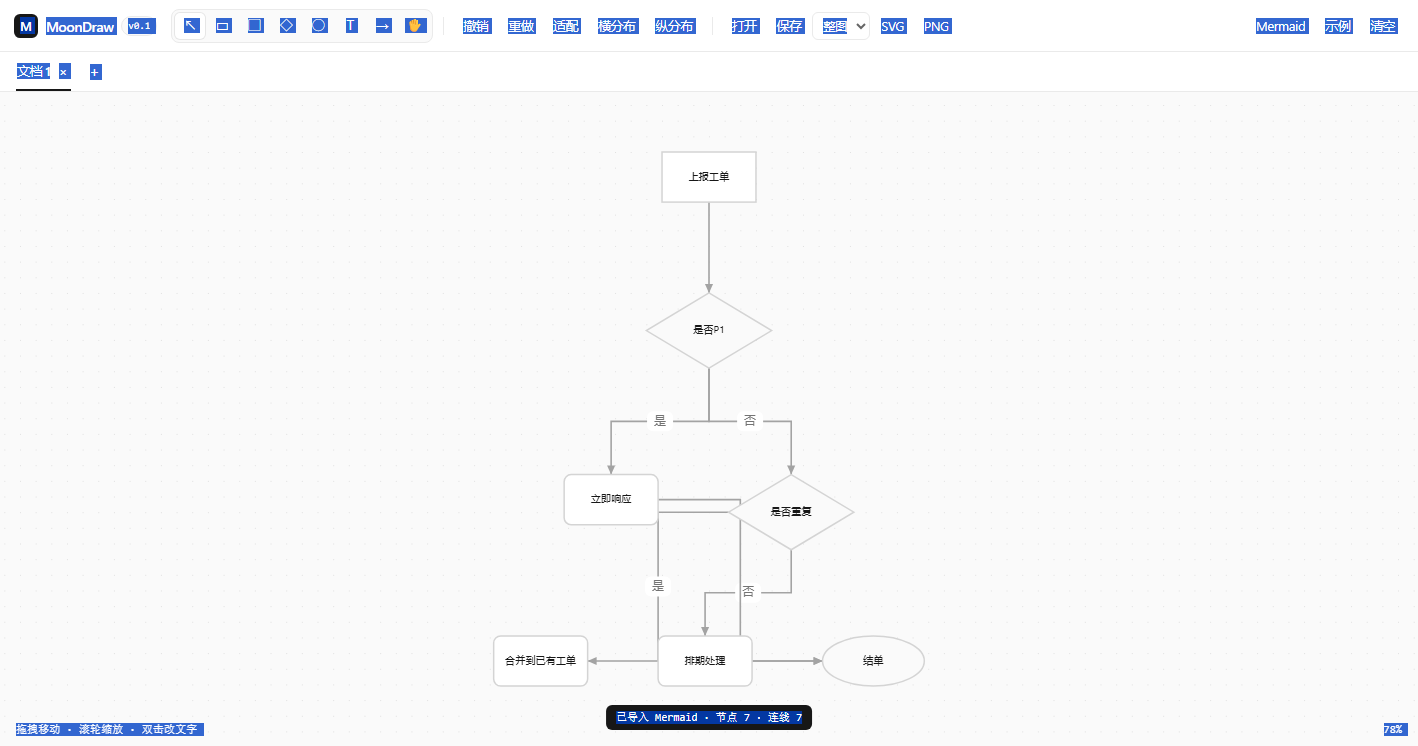 M MoonDraw v0.1 T 撤销 重做 适配 横分布 纵分布 打开 保存 整图 SVG PNG Mermaid 示例 清空
文档 1 × +
上报工单
是否P1
是 否
立即响应
是否重复
是
否
合并到已有工单
排期处理
结单
已导入 Mermaid · 节点 7 · 连线 7
拖拽移动 · 滚轮缩放 · 双击改文字
78%